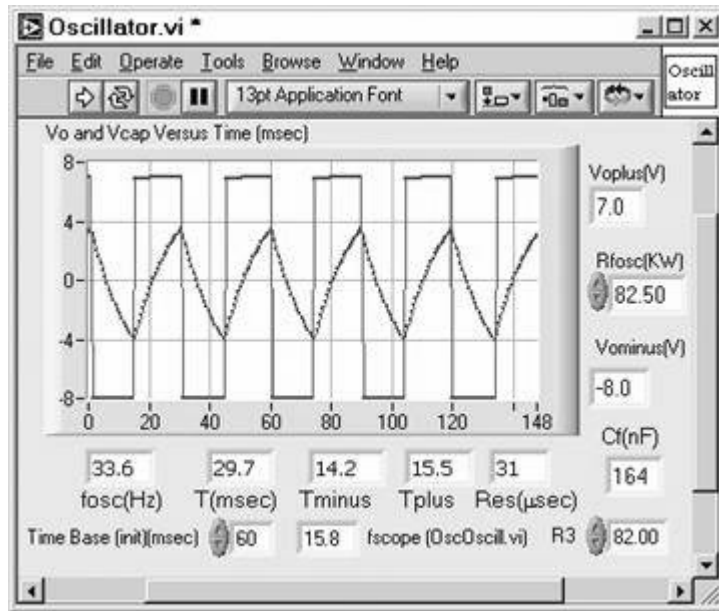 Oscillator.vi *
File Edit Operate Tools Browse Window Help
Oscill
ator
13pt Application Font
Vo and Vcap Versus Time (msec)
8
4
0
-4
-8
0 20 40 60 80 100 120 148
Voplus(V)
7.0
Rfosc(KW)
82.50
Vominus(V)
-8.0
Cf(nF)
164
33.6 29.7 14.2 15.5 31
fosc(Hz) T(msec) Tminus Tplus Res(µsec)
Time Base (init)(msec) 60 15.8 fscope (OscOscill.vi) R3 82.00